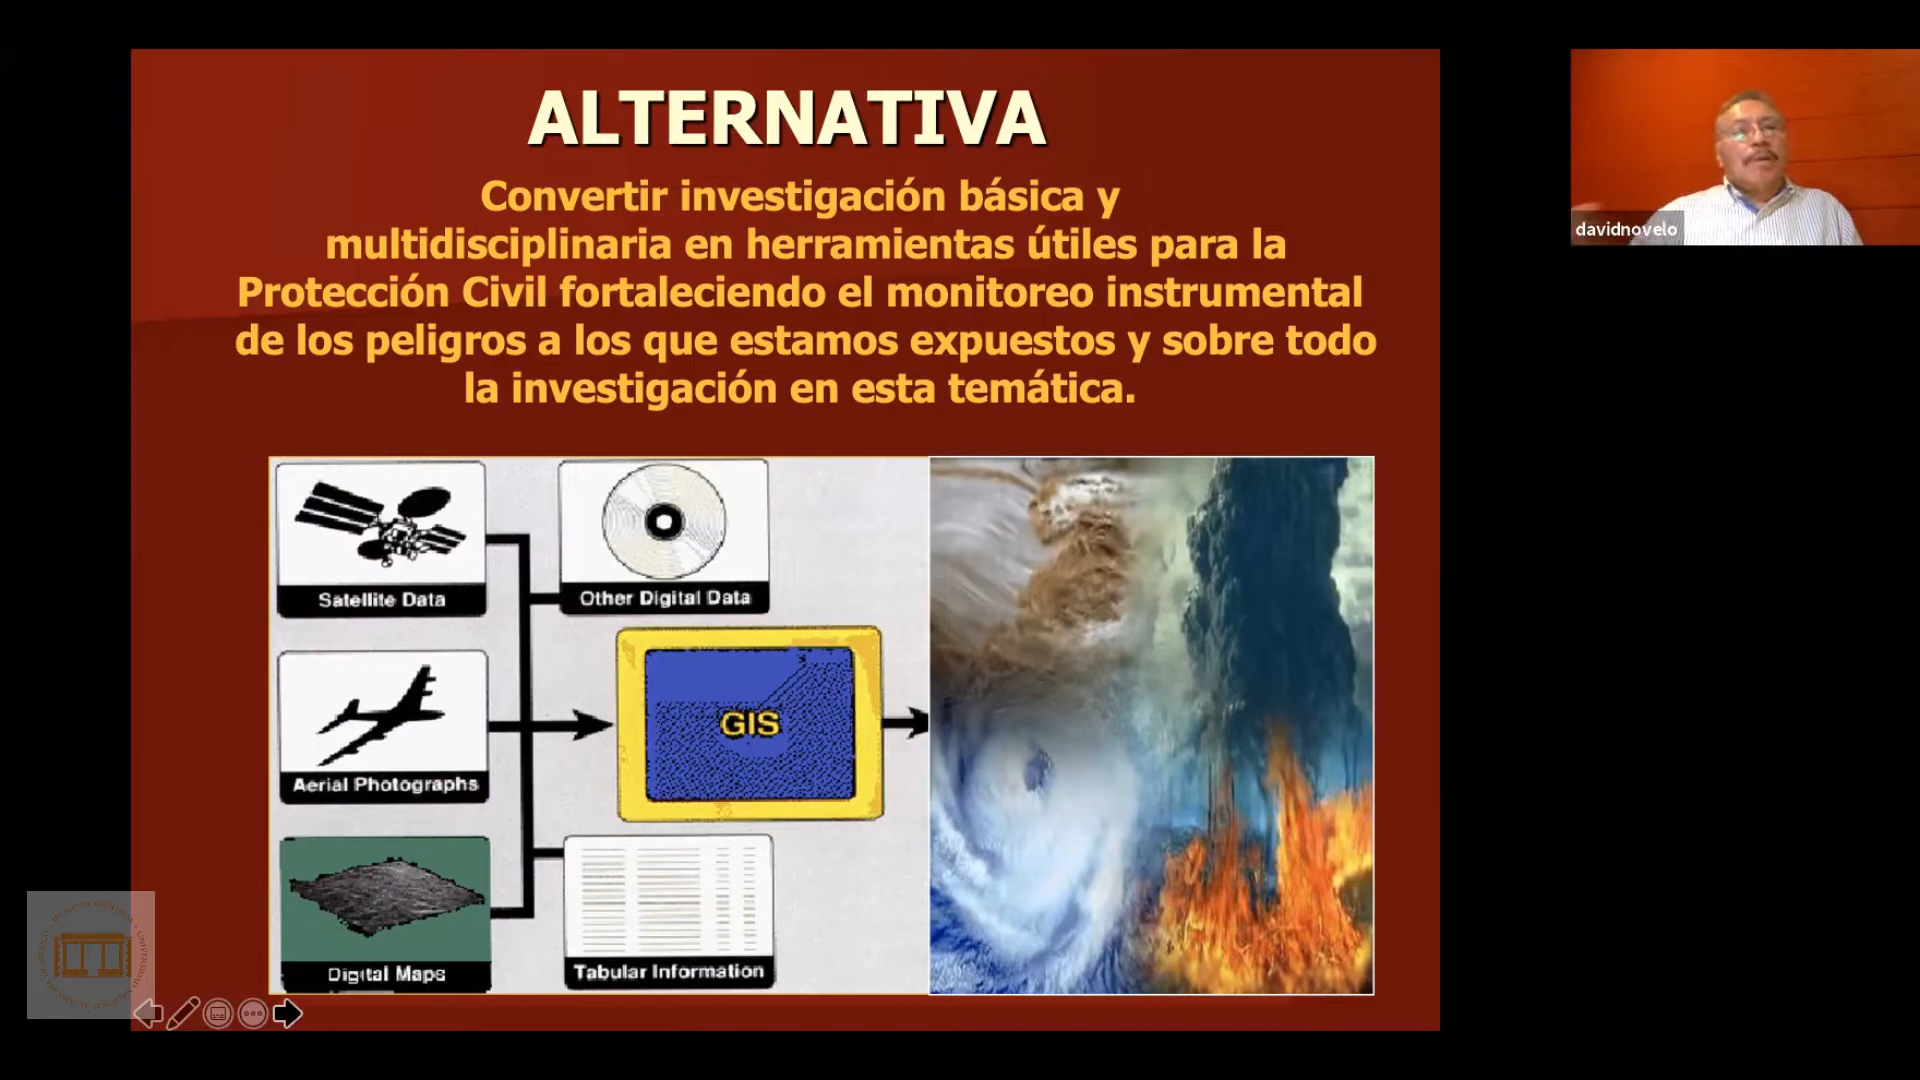 ALTERNATIVA
Convertir investigación básica y
multidisciplinaria en herramientas útiles para la
Protección Civil fortaleciendo el monitoreo instrumental
de los peligros a los que estamos expuestos y sobre todo
la investigación en esta temática.
Satellite Data
Other Digital Data
Aerial Photographs
GIS
Digital Maps
Tabular Information
davidnovelo